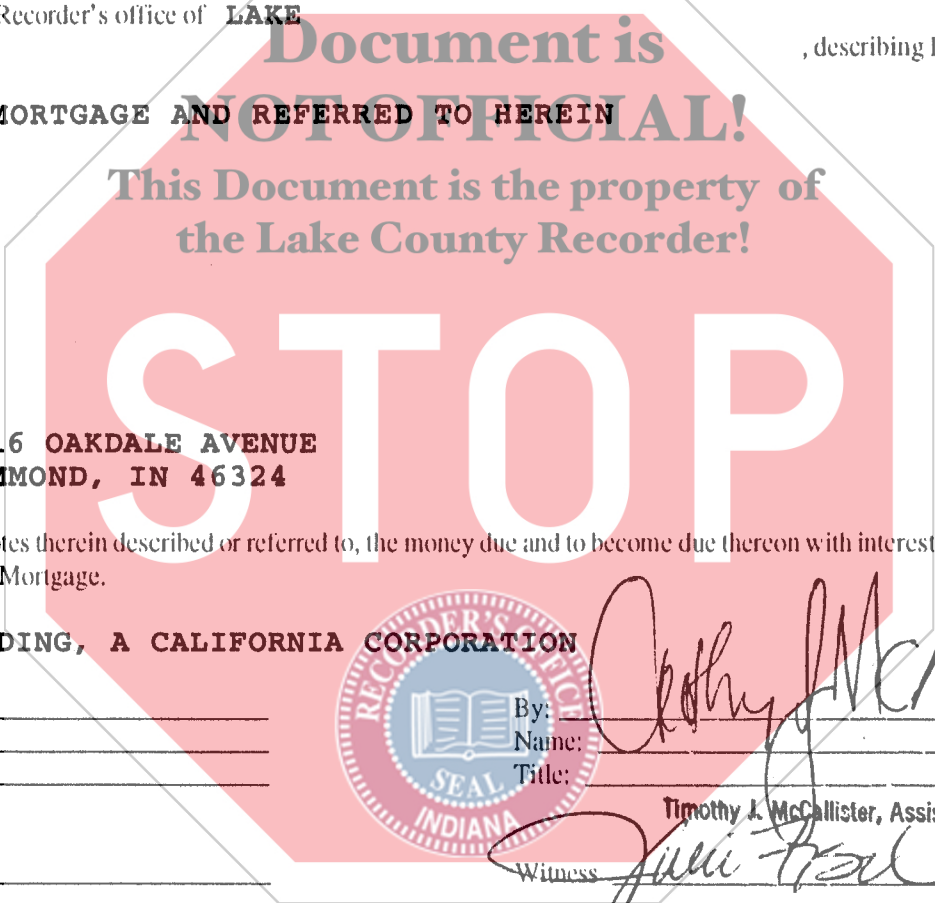 Recorder's office of LAKE
Document is
, describing
MORTGAGE AND REFERRED TO HEREIN
NOT OFFICIAL!
This Document is the property of
the Lake County Recorder!
STOP
6 OAKDALE AVENUE
MMOND, IN 46324
tes therein described or referred to, the money due and to become due thereon with interest
Mortgage.
DING, A CALIFORNIA CORPORATION
RECORDER'S OFFICE
SEAL
INDIANA
By:
Name:
Title:
Timothy J. McCallister, Assis
Witness